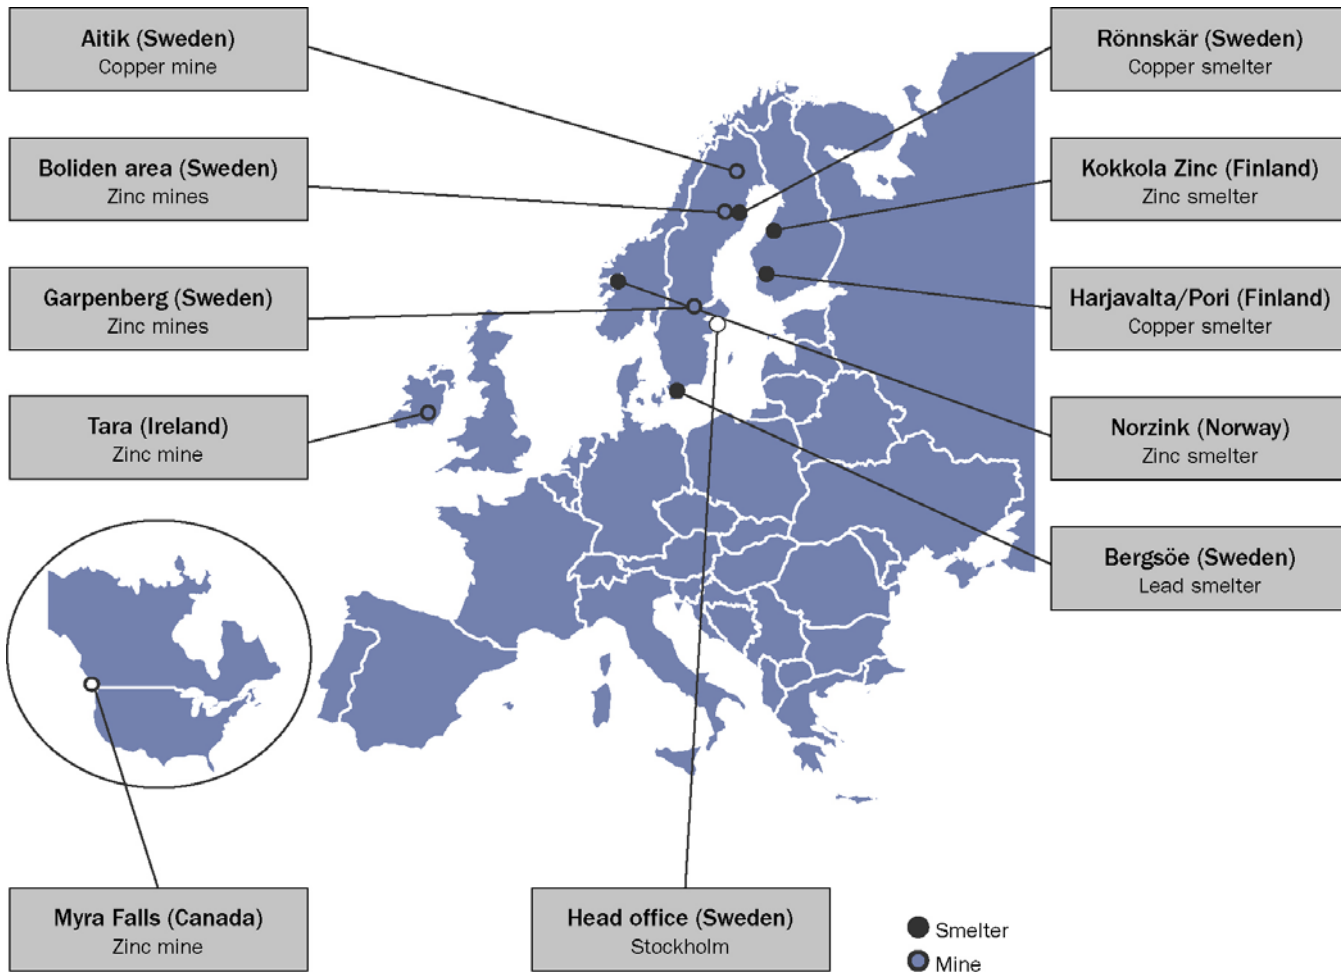 Aitik (Sweden)
Copper mine
Rönnskär (Sweden)
Copper smelter
Boliden area (Sweden)
Zinc mines
Kokkola Zinc (Finland)
Zinc smelter
Garpenberg (Sweden)
Zinc mines
Harjavalta/Pori (Finland)
Copper smelter
Tara (Ireland)
Zinc mine
Norzink (Norway)
Zinc smelter
Bergsöe (Sweden)
Lead smelter
Myra Falls (Canada)
Zinc mine
Head office (Sweden)
Stockholm
Smelter
Mine